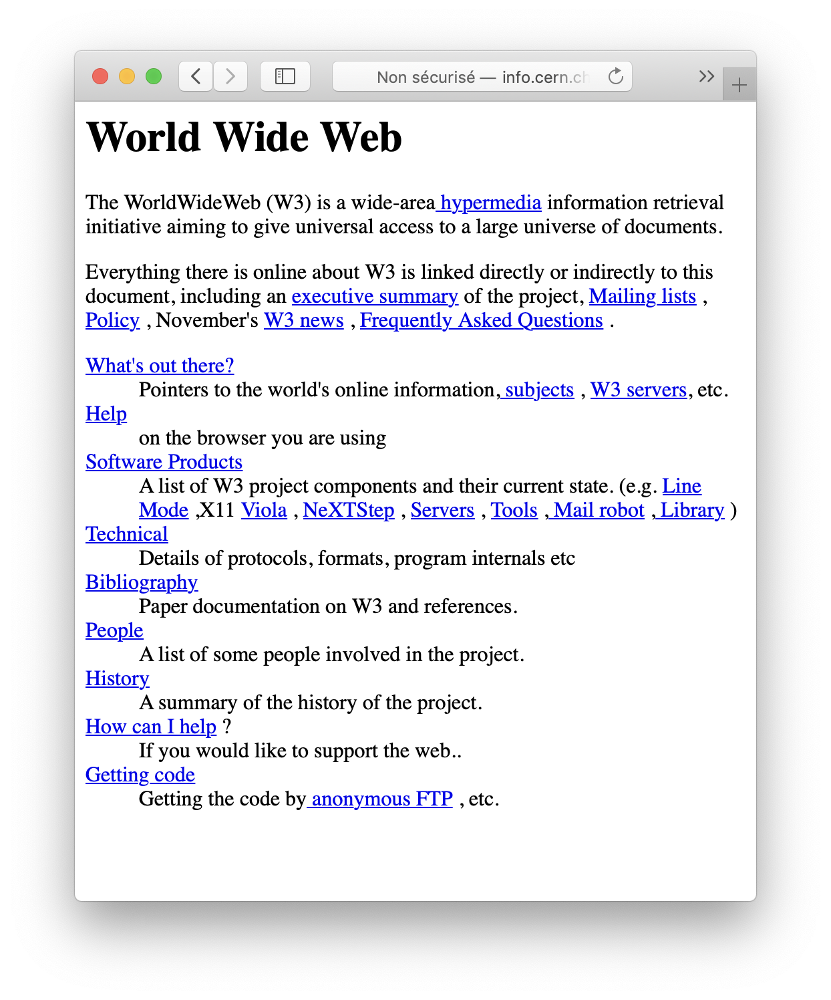 Non sécurisé — info.cern.ch
World Wide Web
The WorldWideWeb (W3) is a wide-area hypermedia information retrieval
initiative aiming to give universal access to a large universe of documents.
Everything there is online about W3 is linked directly or indirectly to this
document, including an executive summary of the project, Mailing lists ,
Policy , November's W3 news , Frequently Asked Questions .
What's out there?
Pointers to the world's online information, subjects , W3 servers, etc.
Help
on the browser you are using
Software Products
A list of W3 project components and their current state. (e.g. Line
Mode ,X11 Viola , NeXTStep , Servers , Tools , Mail robot , Library )
Technical
Details of protocols, formats, program internals etc
Bibliography
Paper documentation on W3 and references.
People
A list of some people involved in the project.
History
A summary of the history of the project.
How can I help ?
If you would like to support the web..
Getting code
Getting the code by anonymous FTP , etc.